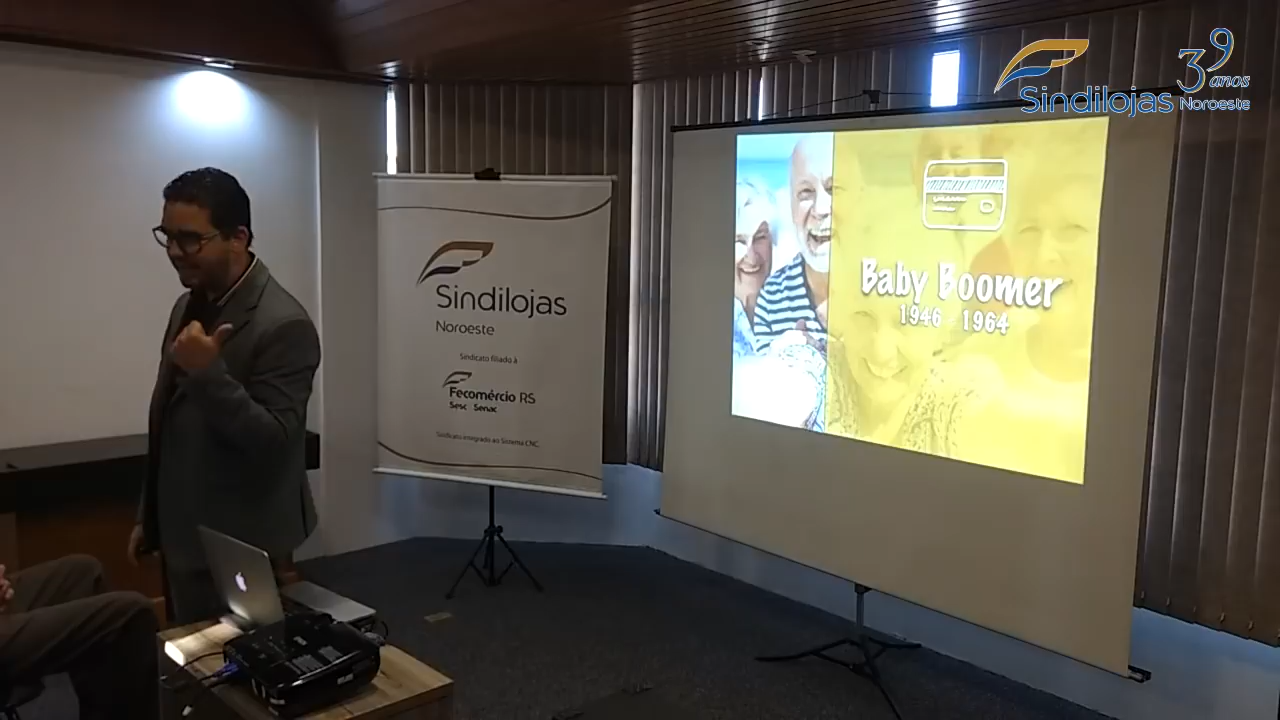 39
anos
Sindilojas Noroeste
Sindilojas
Noroeste
Sindicato filiado à
Fecomércio RS
Sesc Senac
Sindicato integrado ao Sistema CNC.
Baby Boomer
1946 - 1964